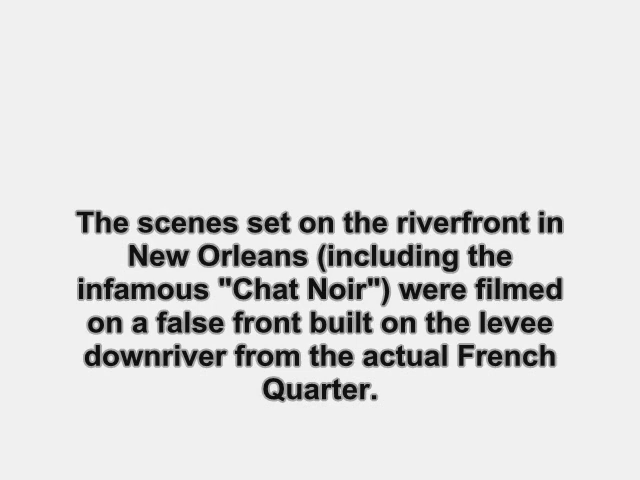 The scenes set on the riverfront in
New Orleans (including the
infamous "Chat Noir") were filmed
on a false front built on the levee
downriver from the actual French
Quarter.